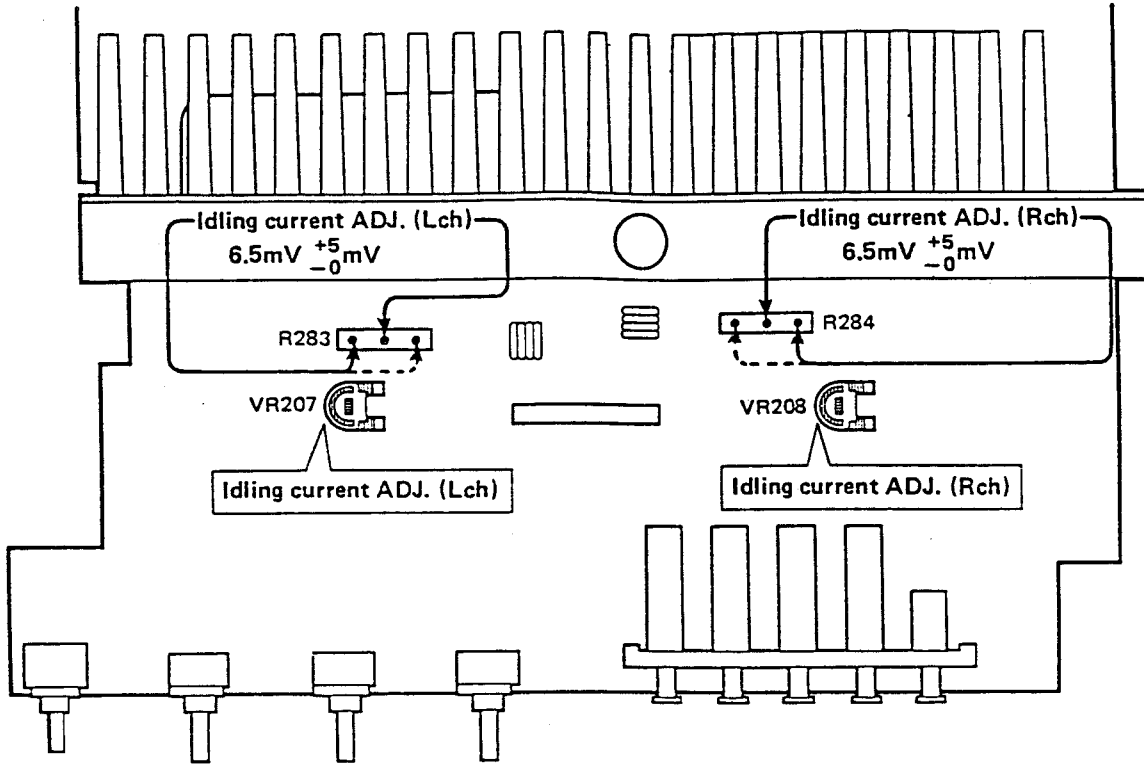 Idling current ADJ. (Lch)
6.5mV +5 −0 mV
Idling current ADJ. (Rch)
6.5mV +5 −0 mV
R283
R284
VR207
VR208
Idling current ADJ. (Lch)
Idling current ADJ. (Rch)